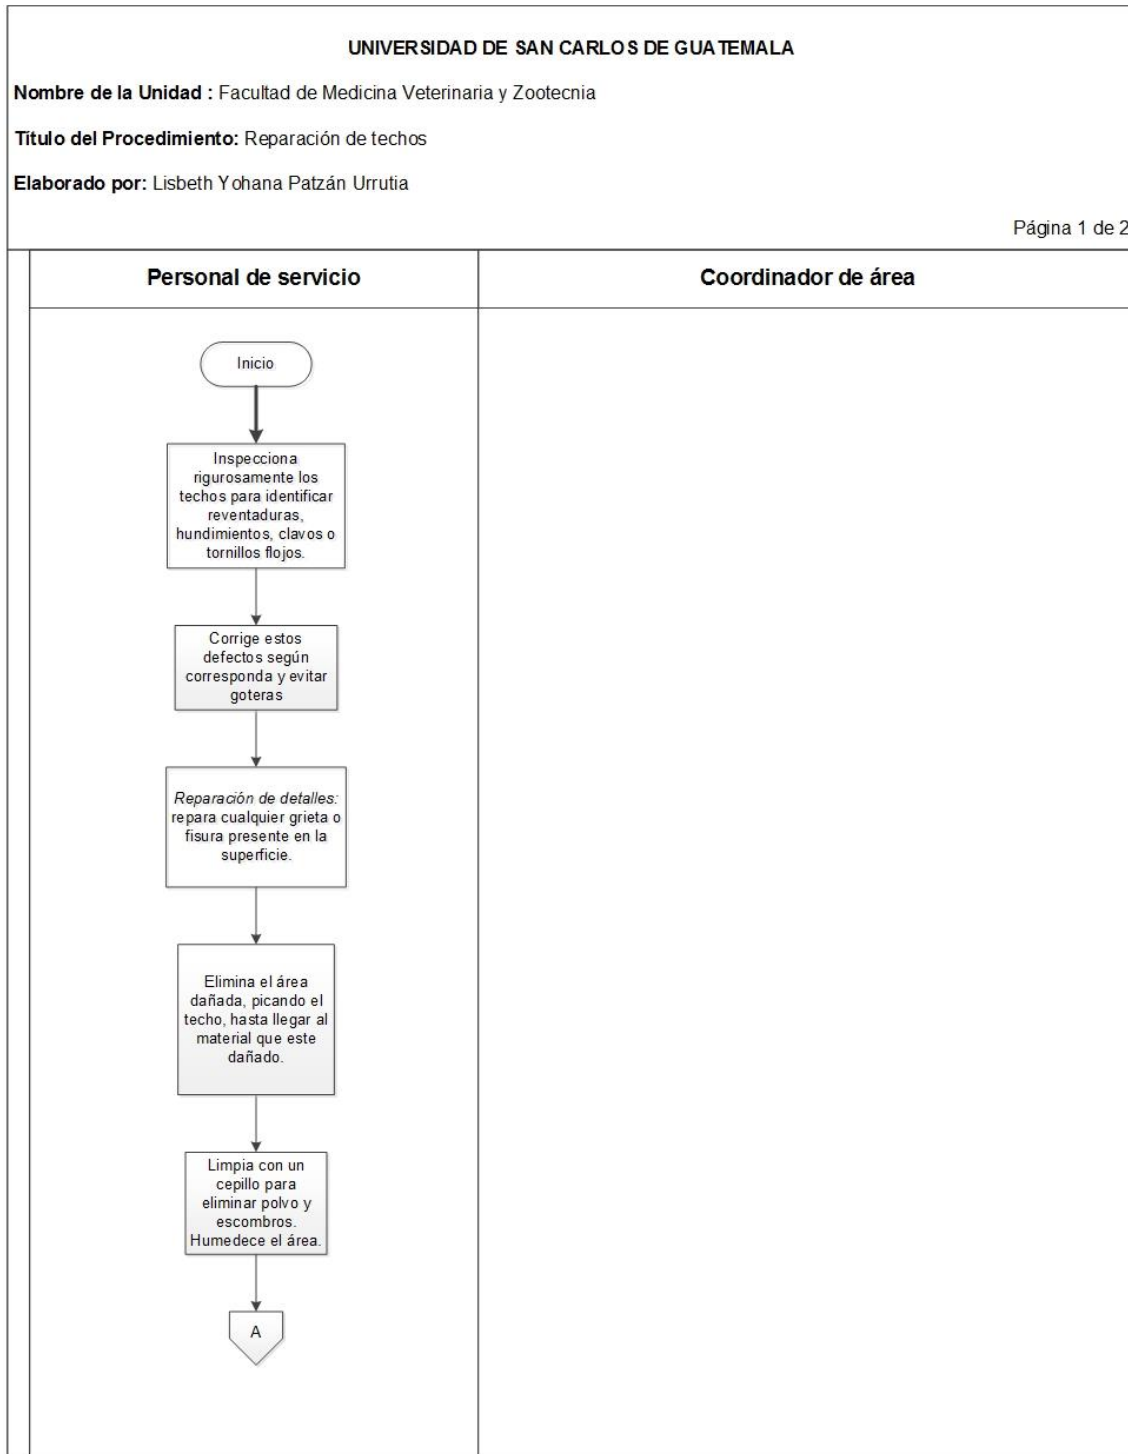 UNIVERSIDAD DE SAN CARLOS DE GUATEMALA
Nombre de la Unidad : Facultad de Medicina Veterinaria y Zootecnia
Título del Procedimiento: Reparación de techos
Elaborado por: Lisbeth Yohana Patzán Urrutia
Página 1 de 2
Personal de servicio
Coordinador de área
Inicio
Inspecciona
rigurosamente los
techos para identificar
reventaduras,
hundimientos, clavos o
tornillos flojos.
Corrige estos
defectos según
corresponda y evitar
goteras
Reparación de detalles:
repara cualquier grieta o
fisura presente en la
superficie.
Elimina el área
dañada, picando el
techo, hasta llegar al
material que este
dañado.
Limpia con un
cepillo para
eliminar polvo y
escombros.
Humedece el área.
A